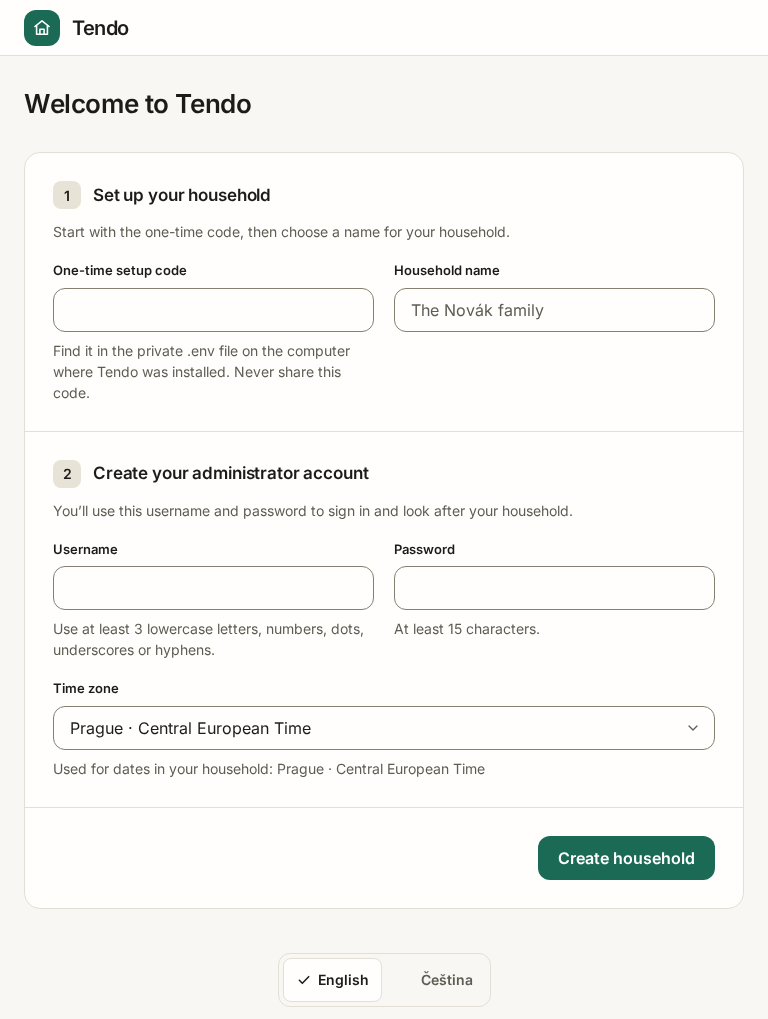 Tendo
Welcome to Tendo
1 Set up your household
Start with the one-time code, then choose a name for your household.
One-time setup code
Household name
The Novák family
Find it in the private .env file on the computer
where Tendo was installed. Never share this
code.
2 Create your administrator account
You’ll use this username and password to sign in and look after your household.
Username
Password
Use at least 3 lowercase letters, numbers, dots,
underscores or hyphens.
At least 15 characters.
Time zone
Prague · Central European Time
Used for dates in your household: Prague · Central European Time
Create household
English
Čeština